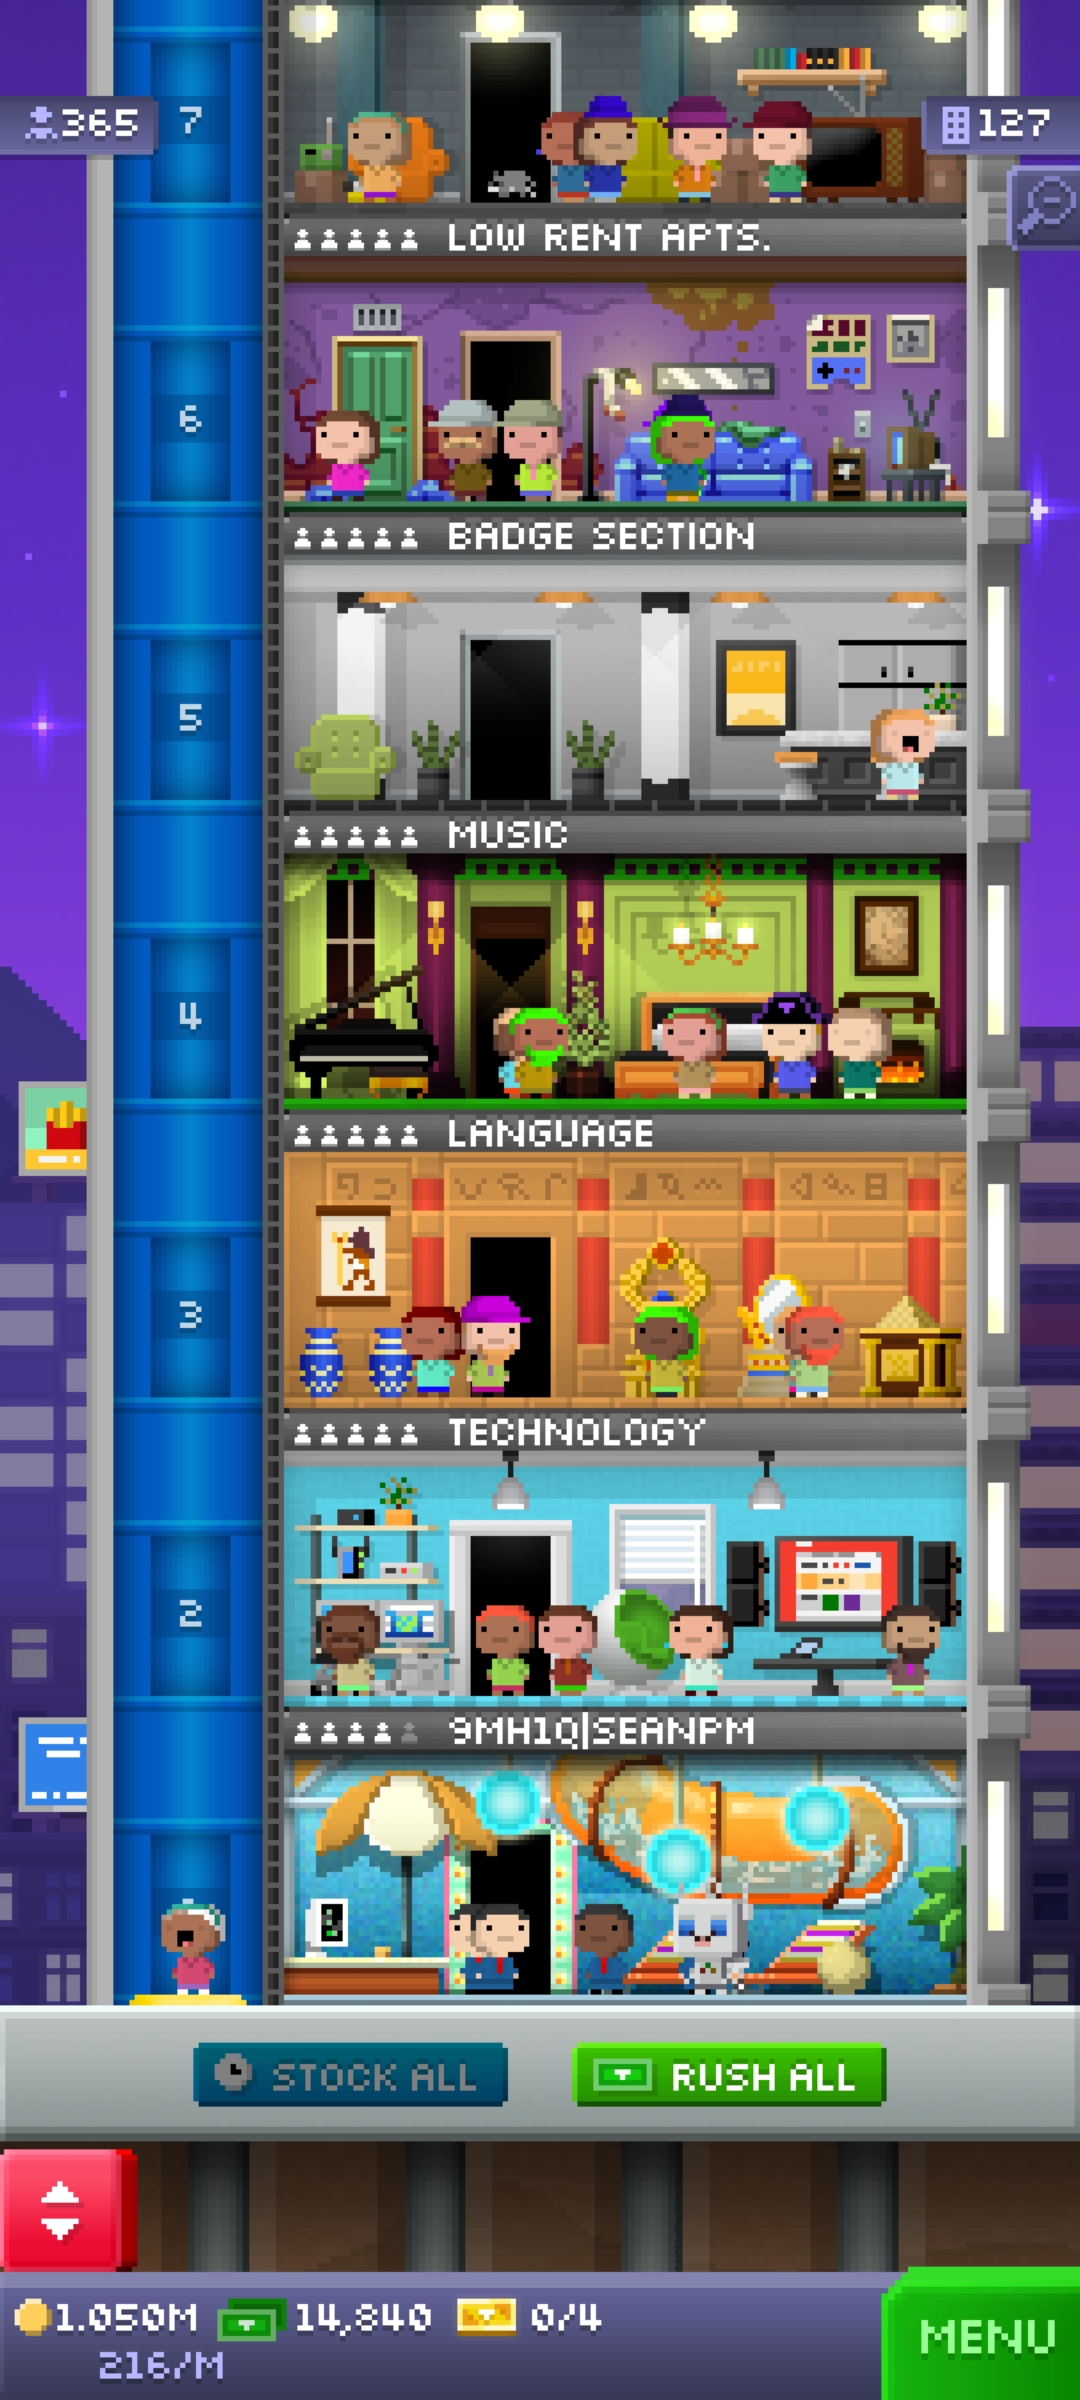 365
7
127
LOW RENT APTS.
6
BADGE SECTION
5
MUSIC
4
LANGUAGE
3
TECHNOLOGY
2
9MH1Q|SEANPM
STOCK ALL
RUSH ALL
1.050M
14,840
0/4
216/M
MENU